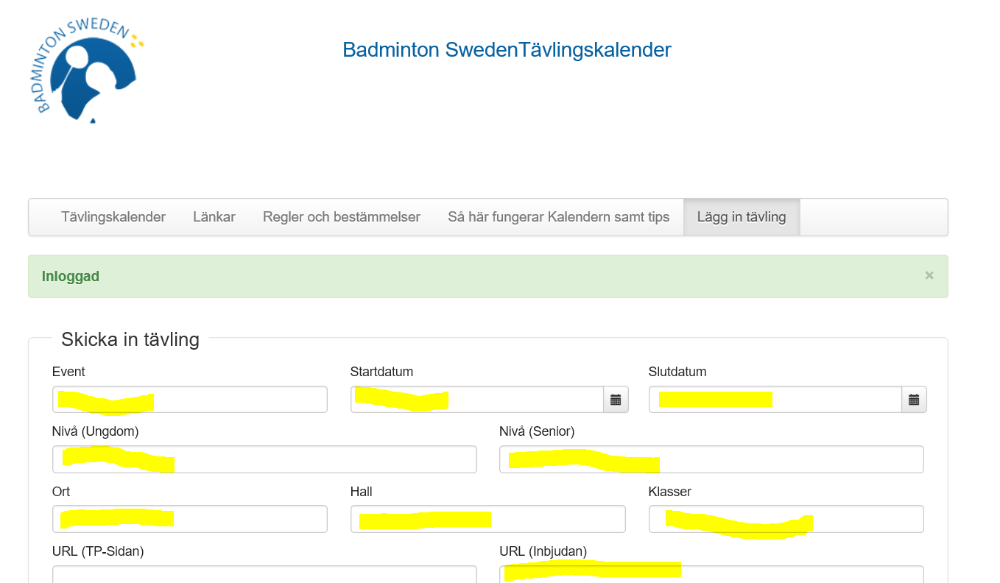 BADMINTON SWEDEN
Badminton SwedenTävlingskalender
Tävlingskalender Länkar Regler och bestämmelser Så här fungerar Kalendern samt tips Lägg in tävling
Inloggad ×
Skicka in tävling
Event Startdatum Slutdatum
Nivå (Ungdom) Nivå (Senior)
Ort Hall Klasser
URL (TP-Sidan) URL (Inbjudan)